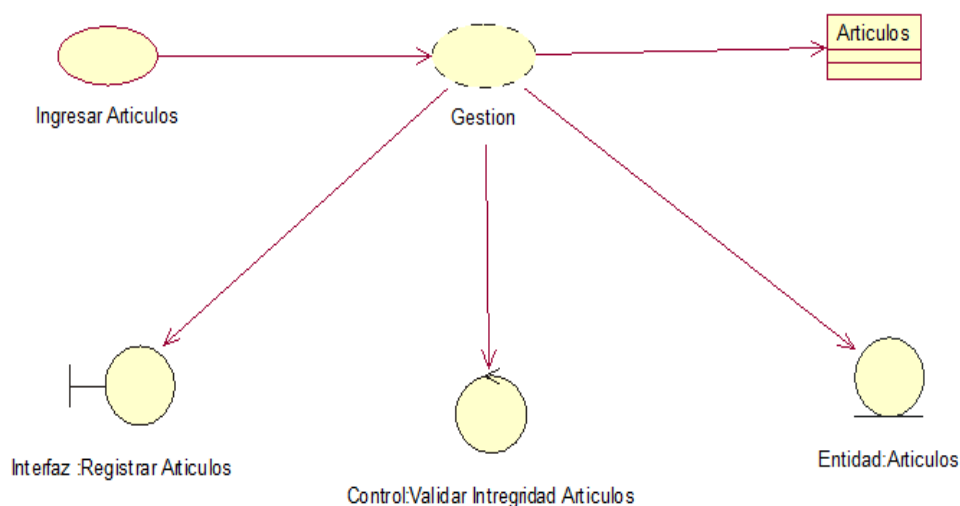 Articulos
Ingresar Articulos
Gestion
Interfaz :Registrar Articulos
Control:Validar Intregridad Articulos
Entidad:Articulos